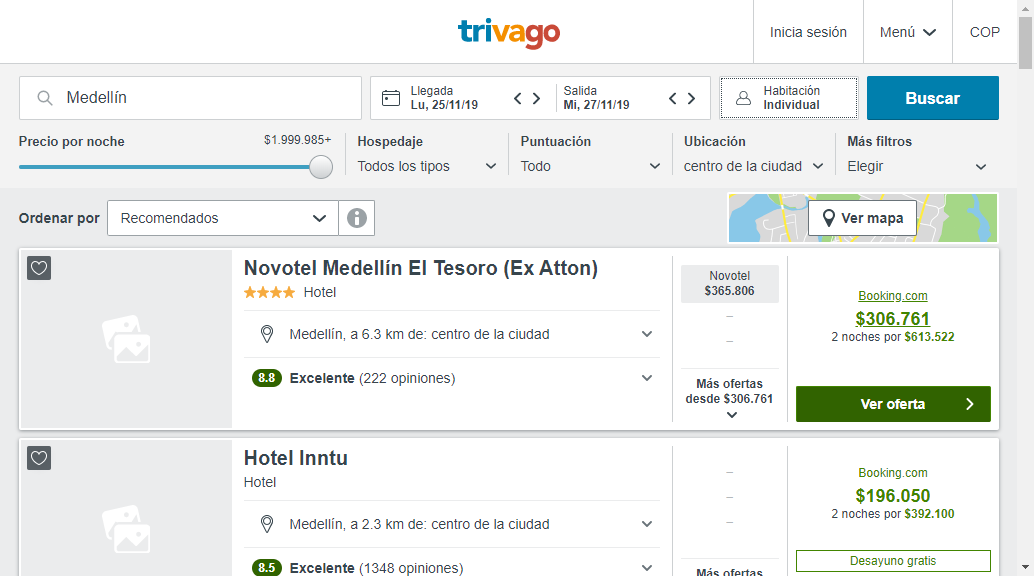 trivago
Inicia sesión
Menú
COP
Medellín
Llegada
Lu, 25/11/19
Salida
Mi, 27/11/19
Habitación
Individual
Buscar
Precio por noche
$1.999.985+
Hospedaje
Todos los tipos
Puntuación
Todo
Ubicación
centro de la ciudad
Más filtros
Elegir
Ordenar por
Recomendados
Ver mapa
Novotel Medellín El Tesoro (Ex Atton)
Hotel
Medellín, a 6.3 km de: centro de la ciudad
8.8 Excelente (222 opiniones)
Novotel
$365.806
Más ofertas
desde $306.761
Booking.com
$306.761
2 noches por $613.522
Ver oferta
Hotel Inntu
Hotel
Medellín, a 2.3 km de: centro de la ciudad
8.5 Excelente (1348 opiniones)
Más ofertas
Booking.com
$196.050
2 noches por $392.100
Desayuno gratis